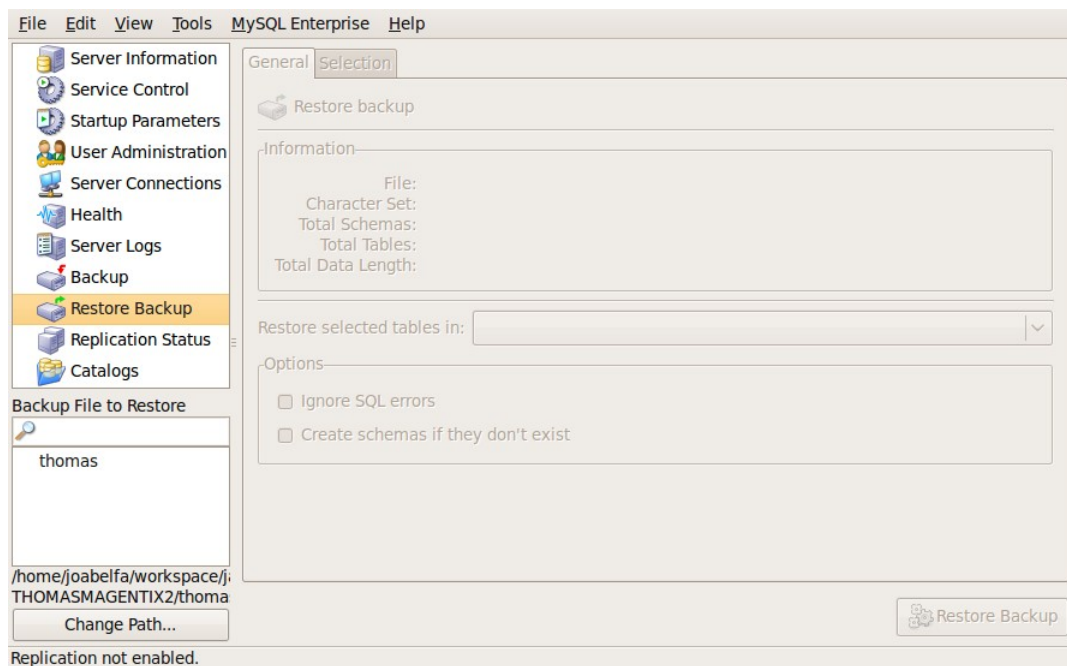 File Edit View Tools MySQL Enterprise Help
Server Information
Service Control
Startup Parameters
User Administration
Server Connections
Health
Server Logs
Backup
Restore Backup
Replication Status
Catalogs
Backup File to Restore
thomas
/home/joabelfa/workspace/j
THOMASMAGENTIX2/thoma
Change Path...
General Selection
Restore backup
Information
File:
Character Set:
Total Schemas:
Total Tables:
Total Data Length:
Restore selected tables in:
Options
Ignore SQL errors
Create schemas if they don't exist
Restore Backup
Replication not enabled.